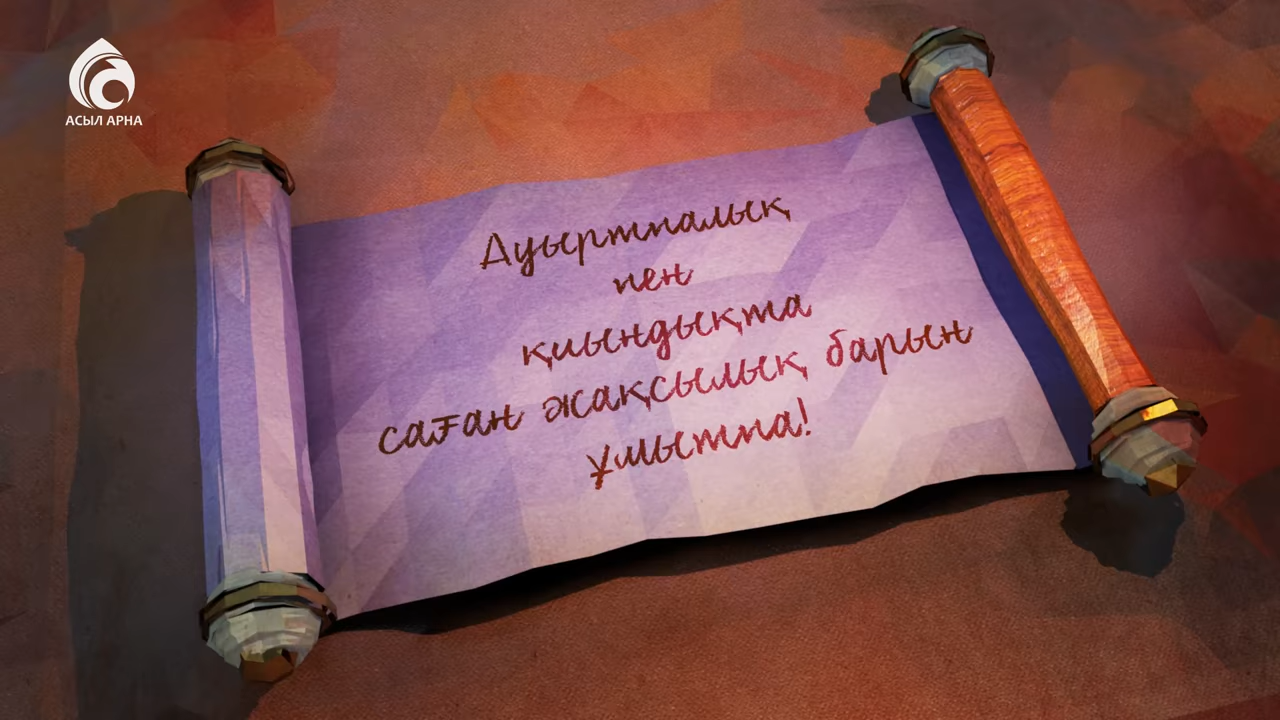 АСЫЛ АРНА
Ауыртпалық
пен
қиындықта
саған жақсылық барын
ұмытпа!